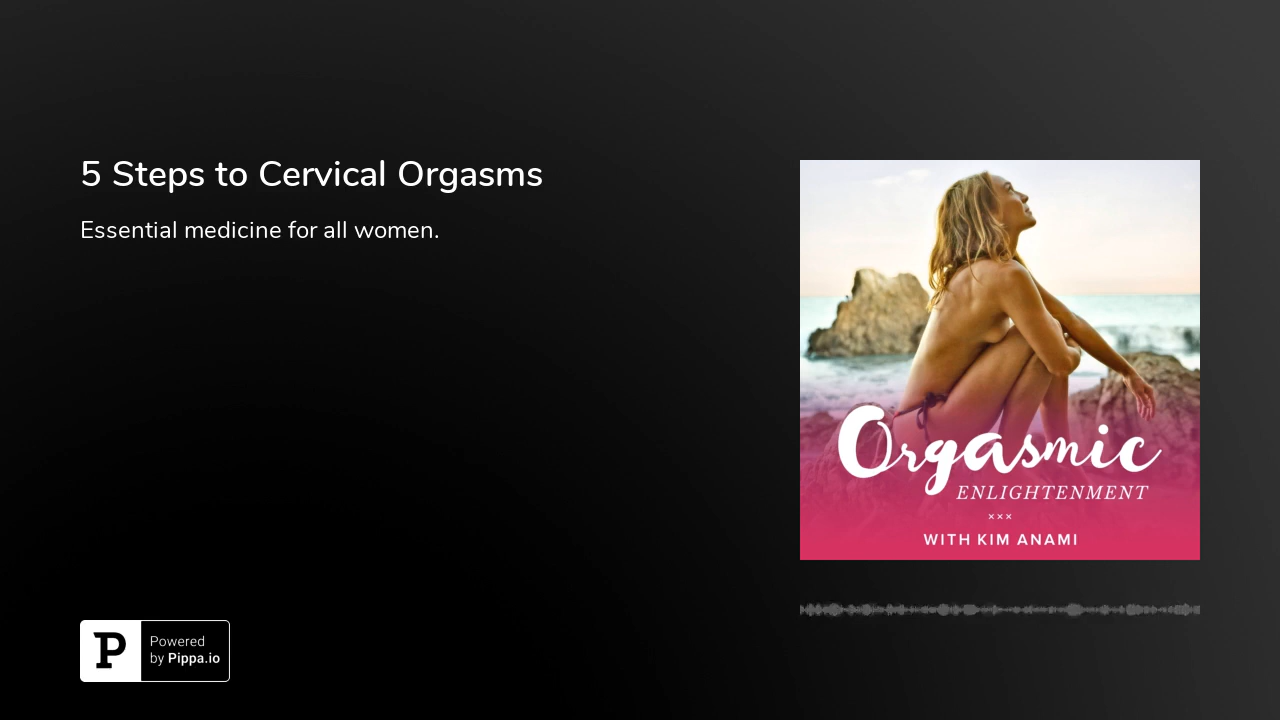 5 Steps to Cervical Orgasms
Essential medicine for all women.
Orgasmic
ENLIGHTENMENT
×××
WITH KIM ANAMI
P
Powered
by Pippa.io